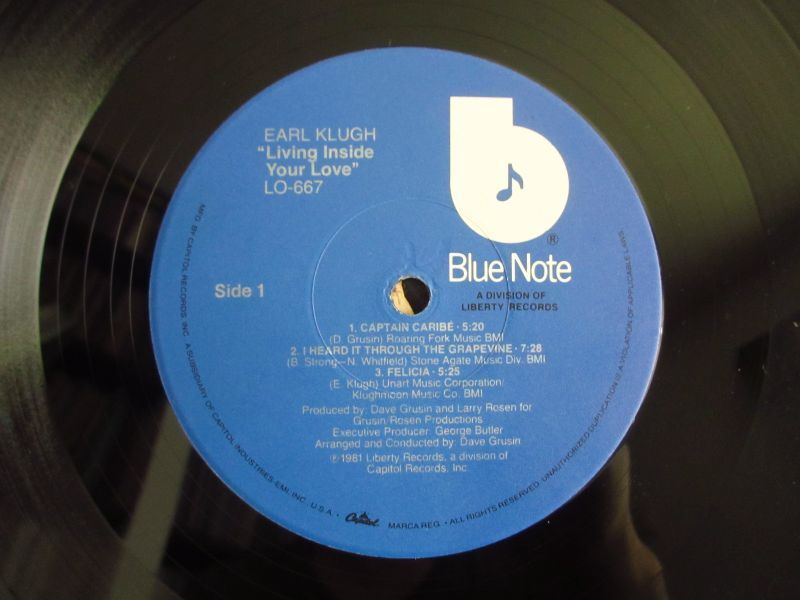 EARL KLUGH
"Living Inside
Your Love"
LO-667
b
®
Blue Note
A DIVISION OF
LIBERTY RECORDS
Side 1
1. CAPTAIN CARIBÉ · 5:20
(D. Grusin) Roaring Fork Music BMI
2. I HEARD IT THROUGH THE GRAPEVINE · 7:28
(B. Strong—N. Whitfield) Stone Agate Music Div. BMI
3. FELICIA · 5:25
(E. Klugh) Unart Music Corporation/
Klughmoon Music Co. BMI
Produced by: Dave Grusin and Larry Rosen for
Grusin/Rosen Productions
Executive Producer: George Butler
Arranged and Conducted by: Dave Grusin
℗ 1981 Liberty Records, a division of
Capitol Records, Inc.
MFD. BY CAPITOL RECORDS, INC. A SUBSIDIARY OF CAPITOL INDUSTRIES-EMI, INC. U.S.A. · Capitol MARCA REG. · ALL RIGHTS RESERVED. UNAUTHORIZED DUPLICATION IS A VIOLATION OF APPLICABLE LAWS.